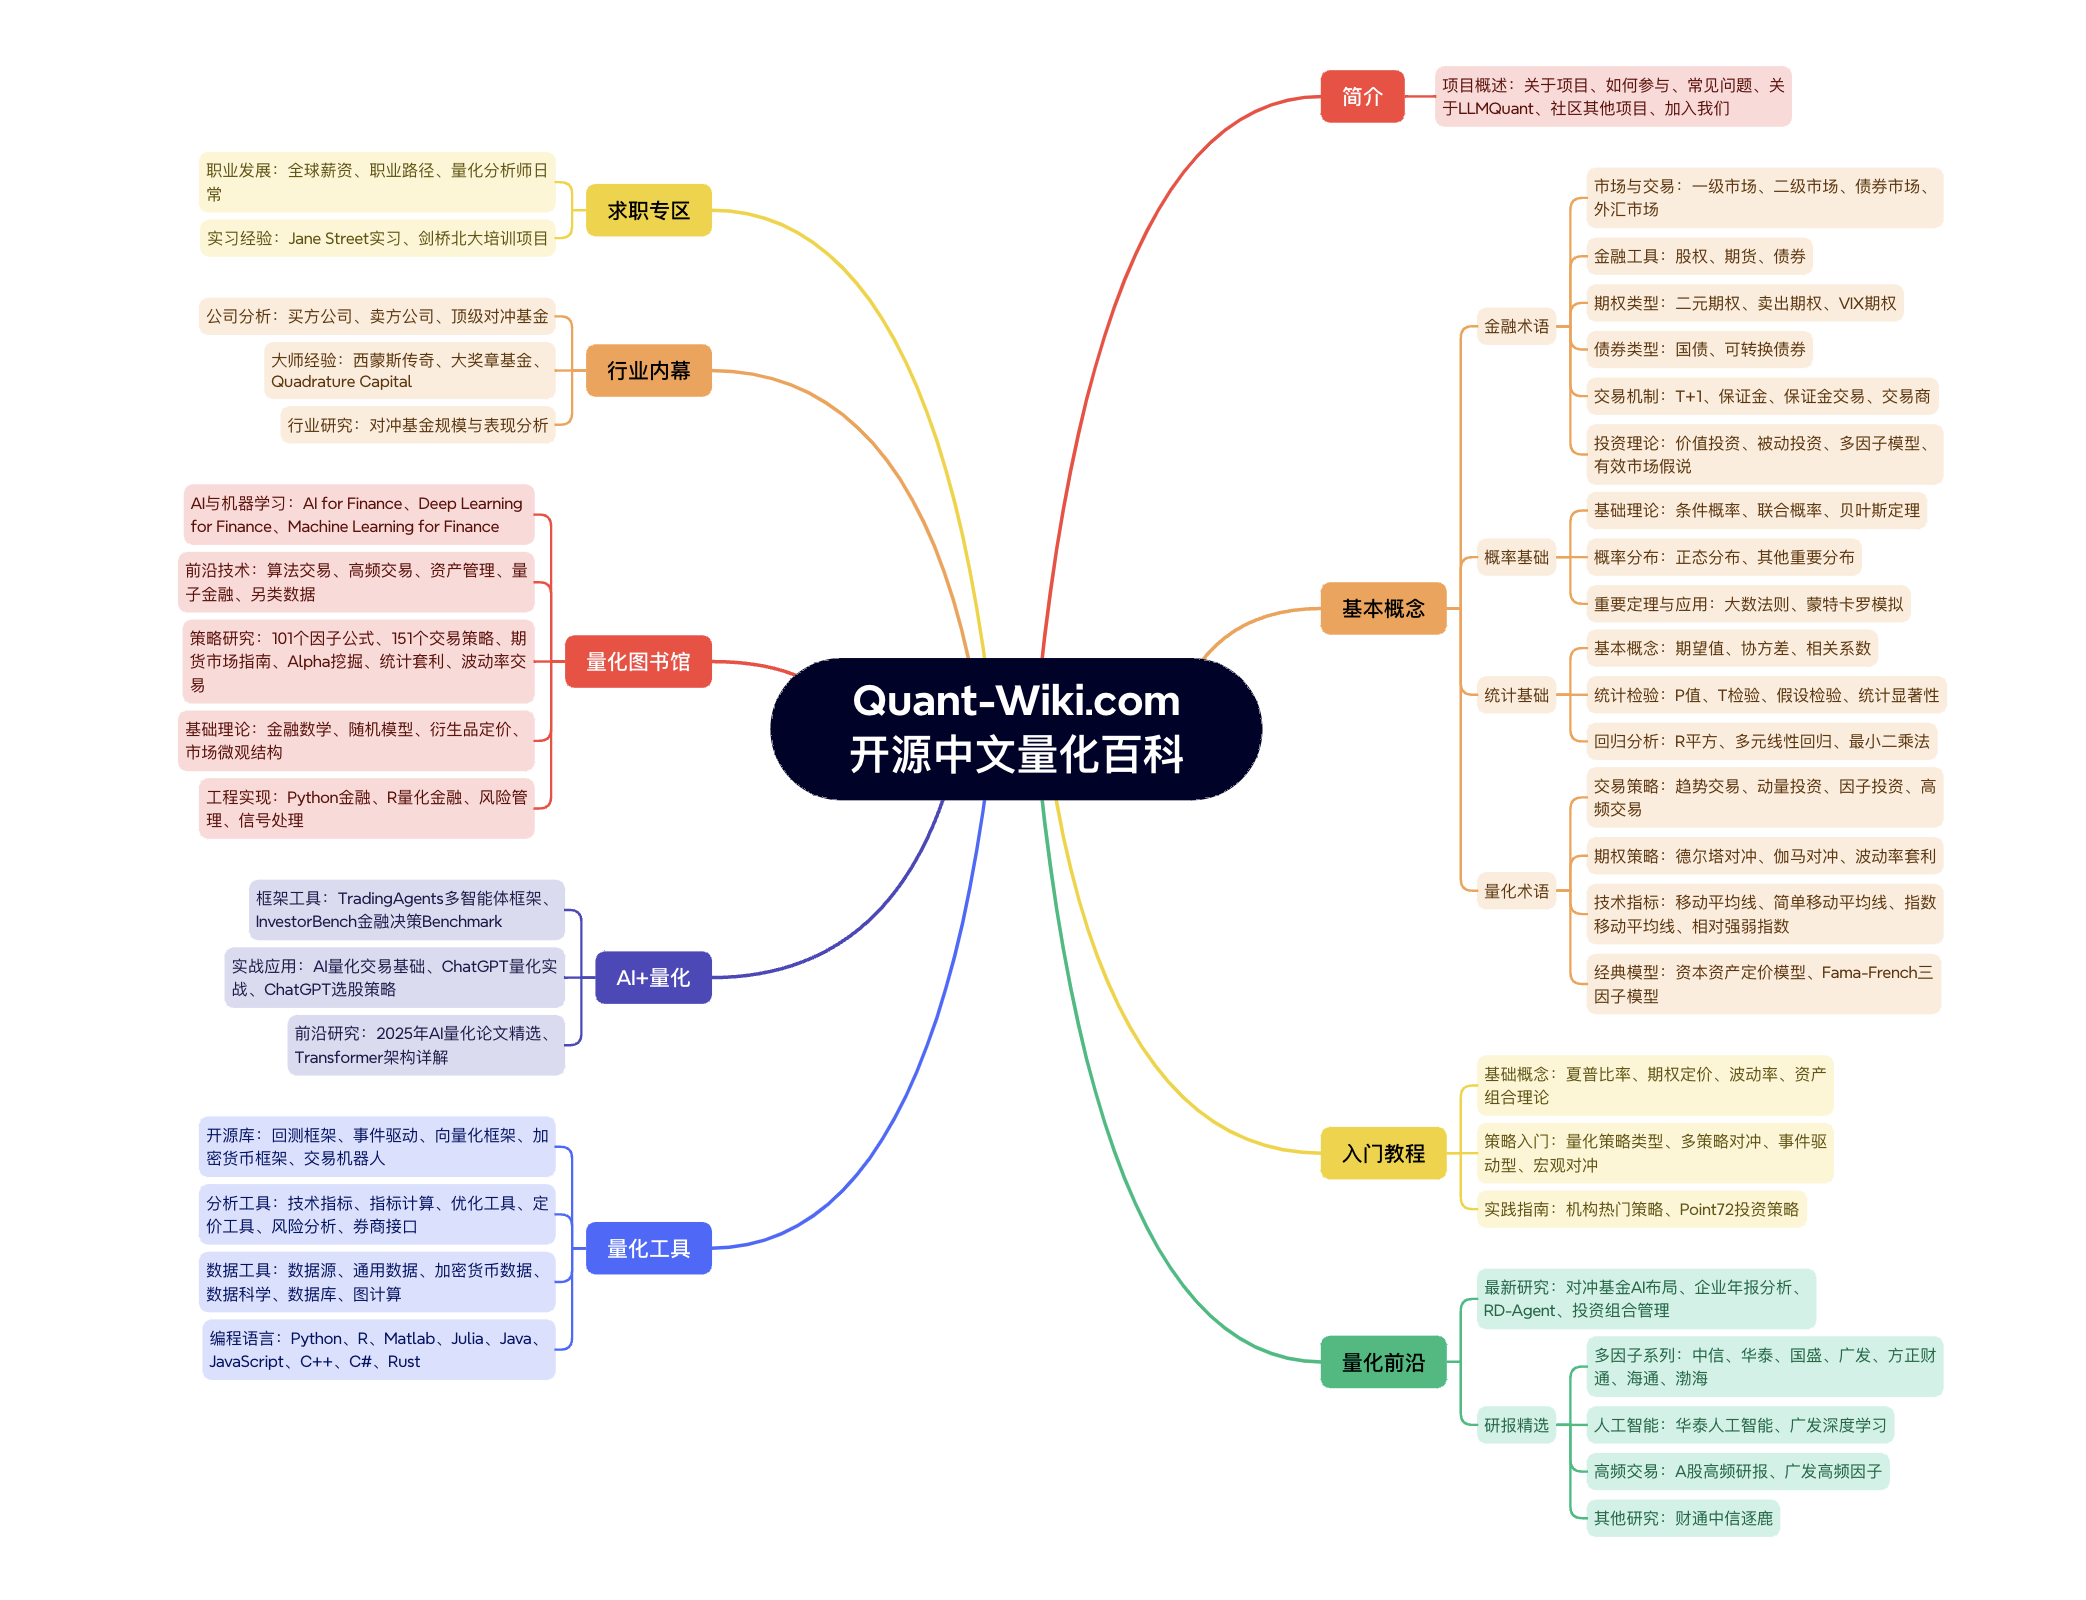 Quant-Wiki.com
开源中文量化百科
简介
项目概述：关于项目、如何参与、常见问题、关
于LLMQuant、社区其他项目、加入我们
基本概念
金融术语
市场与交易：一级市场、二级市场、债券市场、
外汇市场
金融工具：股权、期货、债券
期权类型：二元期权、卖出期权、VIX期权
债券类型：国债、可转换债券
交易机制：T+1、保证金、保证金交易、交易商
投资理论：价值投资、被动投资、多因子模型、
有效市场假说
概率基础
基础理论：条件概率、联合概率、贝叶斯定理
概率分布：正态分布、其他重要分布
重要定理与应用：大数法则、蒙特卡罗模拟
统计基础
基本概念：期望值、协方差、相关系数
统计检验：P值、T检验、假设检验、统计显著性
回归分析：R平方、多元线性回归、最小二乘法
量化术语
交易策略：趋势交易、动量投资、因子投资、高
频交易
期权策略：德尔塔对冲、伽马对冲、波动率套利
技术指标：移动平均线、简单移动平均线、指数
移动平均线、相对强弱指数
经典模型：资本资产定价模型、Fama-French三
因子模型
入门教程
基础概念：夏普比率、期权定价、波动率、资产
组合理论
策略入门：量化策略类型、多策略对冲、事件驱
动型、宏观对冲
实践指南：机构热门策略、Point72投资策略
量化前沿
最新研究：对冲基金AI布局、企业年报分析、
RD-Agent、投资组合管理
研报精选
多因子系列：中信、华泰、国盛、广发、方正财
通、海通、渤海
人工智能：华泰人工智能、广发深度学习
高频交易：A股高频研报、广发高频因子
其他研究：财通中信逐鹿
求职专区
职业发展：全球薪资、职业路径、量化分析师日
常
实习经验：Jane Street实习、剑桥北大培训项目
行业内幕
公司分析：买方公司、卖方公司、顶级对冲基金
大师经验：西蒙斯传奇、大奖章基金、
Quadrature Capital
行业研究：对冲基金规模与表现分析
量化图书馆
AI与机器学习：AI for Finance、Deep Learning
for Finance、Machine Learning for Finance
前沿技术：算法交易、高频交易、资产管理、量
子金融、另类数据
策略研究：101个因子公式、151个交易策略、期
货市场指南、Alpha挖掘、统计套利、波动率交
易
基础理论：金融数学、随机模型、衍生品定价、
市场微观结构
工程实现：Python金融、R量化金融、风险管
理、信号处理
AI+量化
框架工具：TradingAgents多智能体框架、
InvestorBench金融决策Benchmark
实战应用：AI量化交易基础、ChatGPT量化实
战、ChatGPT选股策略
前沿研究：2025年AI量化论文精选、
Transformer架构详解
量化工具
开源库：回测框架、事件驱动、向量化框架、加
密货币框架、交易机器人
分析工具：技术指标、指标计算、优化工具、定
价工具、风险分析、券商接口
数据工具：数据源、通用数据、加密货币数据、
数据科学、数据库、图计算
编程语言：Python、R、Matlab、Julia、Java、
JavaScript、C++、C#、Rust